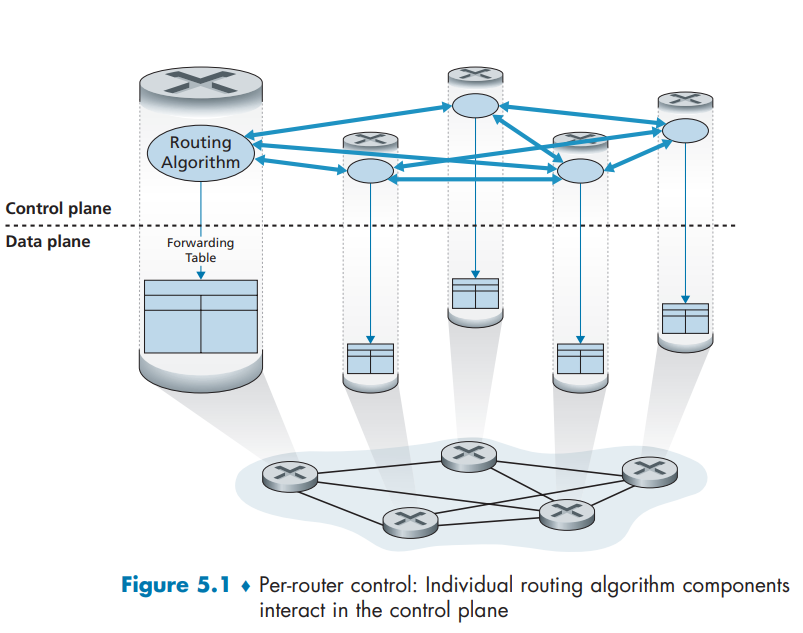 Routing
Algorithm
Control plane
Data plane
Forwarding
Table
Figure 5.1 ♦ Per-router control: Individual routing algorithm components
interact in the control plane